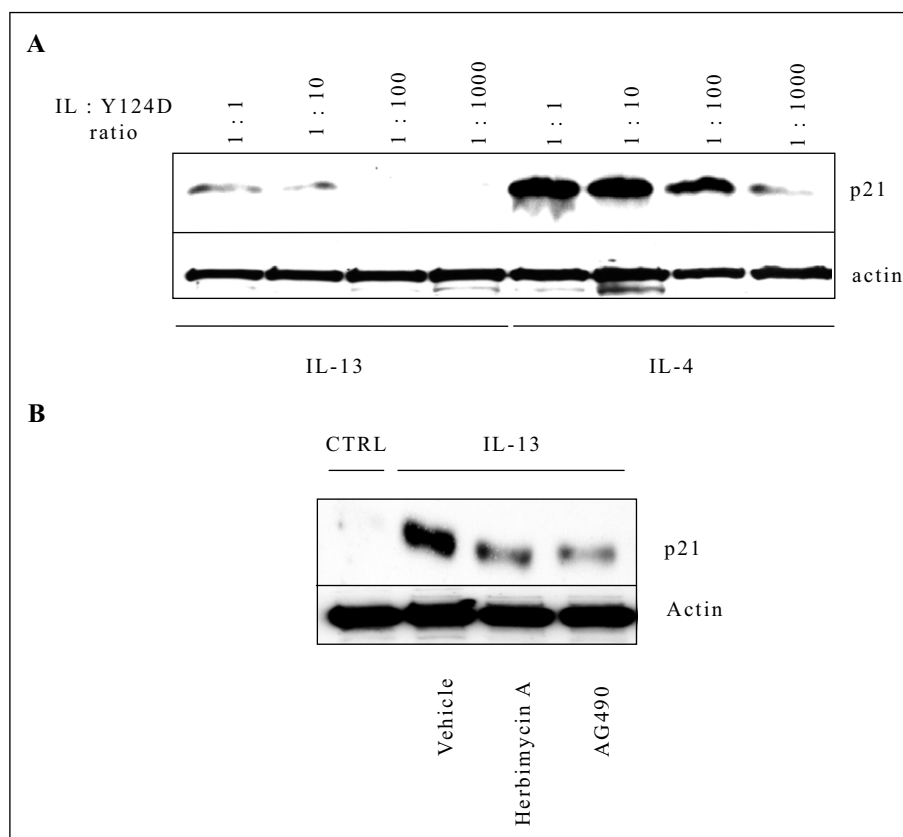 A
IL : Y124D
ratio
1 : 1
1 : 10
1 : 100
1 : 1000
1 : 1
1 : 10
1 : 100
1 : 1000
p21
actin
IL-13
IL-4
B
CTRL
IL-13
p21
Actin
Vehicle
Herbimycin A
AG490